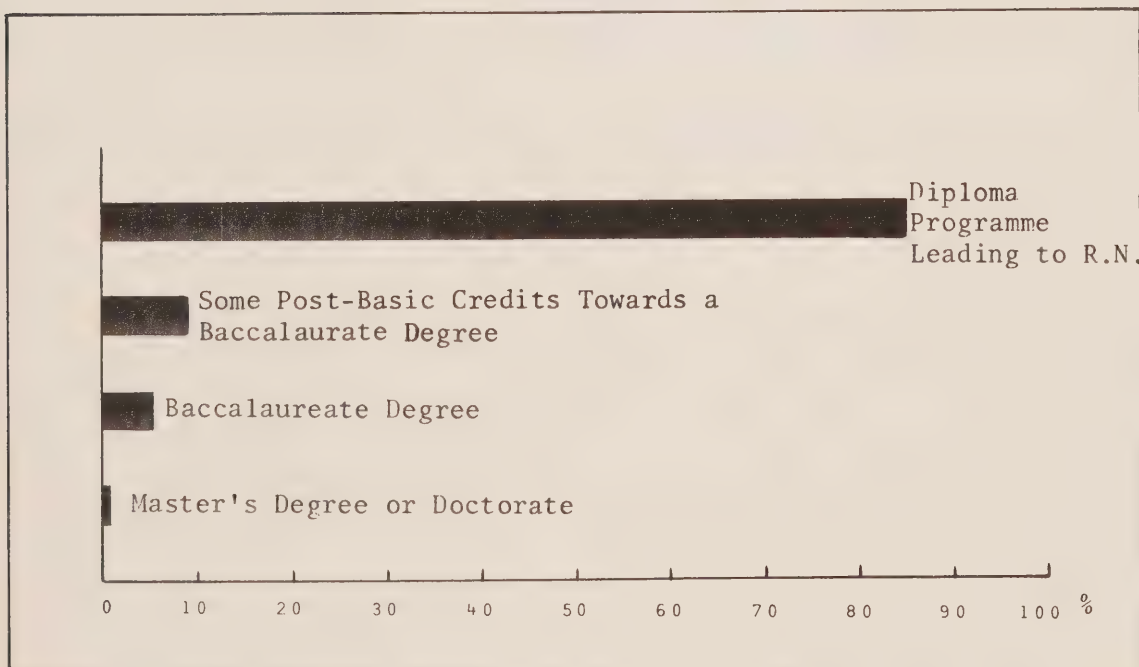 Diploma
Programme
Leading to R.N.
Some Post-Basic Credits Towards a
Baccalaurate Degree
Baccalaureate Degree
Master's Degree or Doctorate
0 10 20 30 40 50 60 70 80 90 100 %